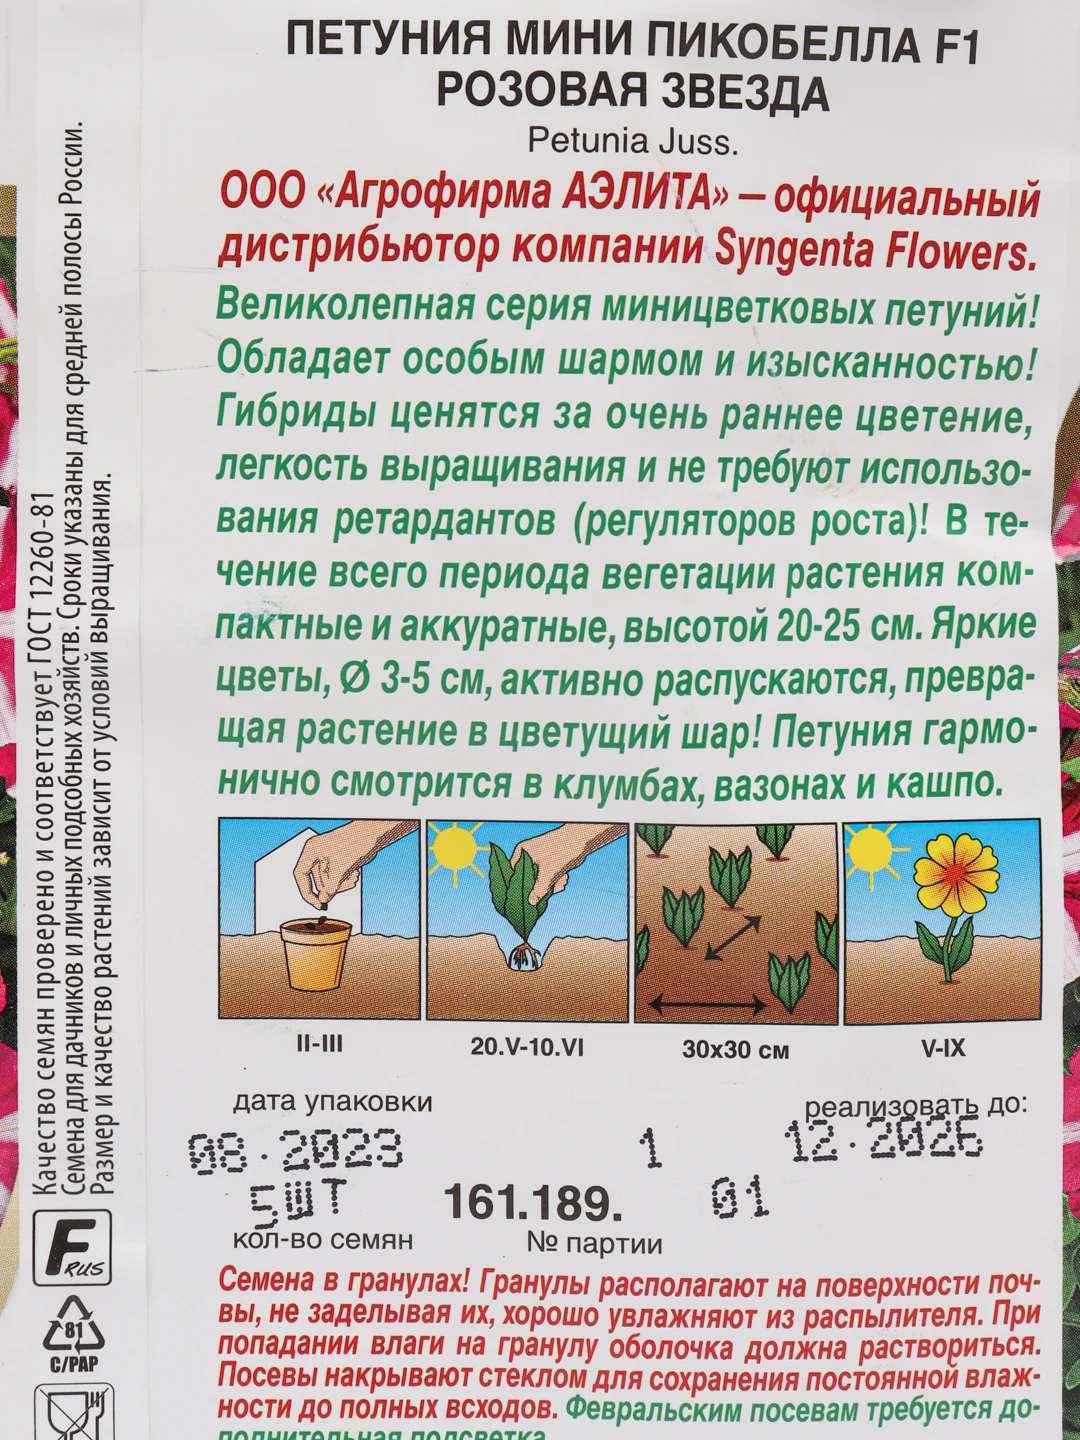 ПЕТУНИЯ МИНИ ПИКОБЕЛЛА F1
РОЗОВАЯ ЗВЕЗДА
Petunia Juss.
ООО «Агрофирма АЭЛИТА» – официальный
дистрибьютор компании Syngenta Flowers.
Великолепная серия миницветковых петуний!
Обладает особым шармом и изысканностью!
Гибриды ценятся за очень раннее цветение,
легкость выращивания и не требуют использо-
вания ретардантов (регуляторов роста)! В те-
чение всего периода вегетации растения ком-
пактные и аккуратные, высотой 20-25 см. Яркие
цветы, Ø 3-5 см, активно распускаются, превра-
щая растение в цветущий шар! Петуния гармо-
нично смотрится в клумбах, вазонах и кашпо.
II-III 20.V-10.VI 30х30 см V-IX
дата упаковки реализовать до:
08.2023 1 12.2026
5ШТ 161.189. 01
кол-во семян № партии
Семена в гранулах! Гранулы располагают на поверхности поч-
вы, не заделывая их, хорошо увлажняют из распылителя. При
попадании влаги на гранулу оболочка должна раствориться.
Посевы накрывают стеклом для сохранения постоянной влаж-
ности до полных всходов. Февральским посевам требуется до-
полнительная подсветка.
Качество семян проверено и соответствует ГОСТ 12260-81
Семена для дачников и личных подсобных хозяйств. Сроки указаны для средней полосы России.
Размер и качество растений зависит от условий выращивания.
F RUS
81
C/PAP